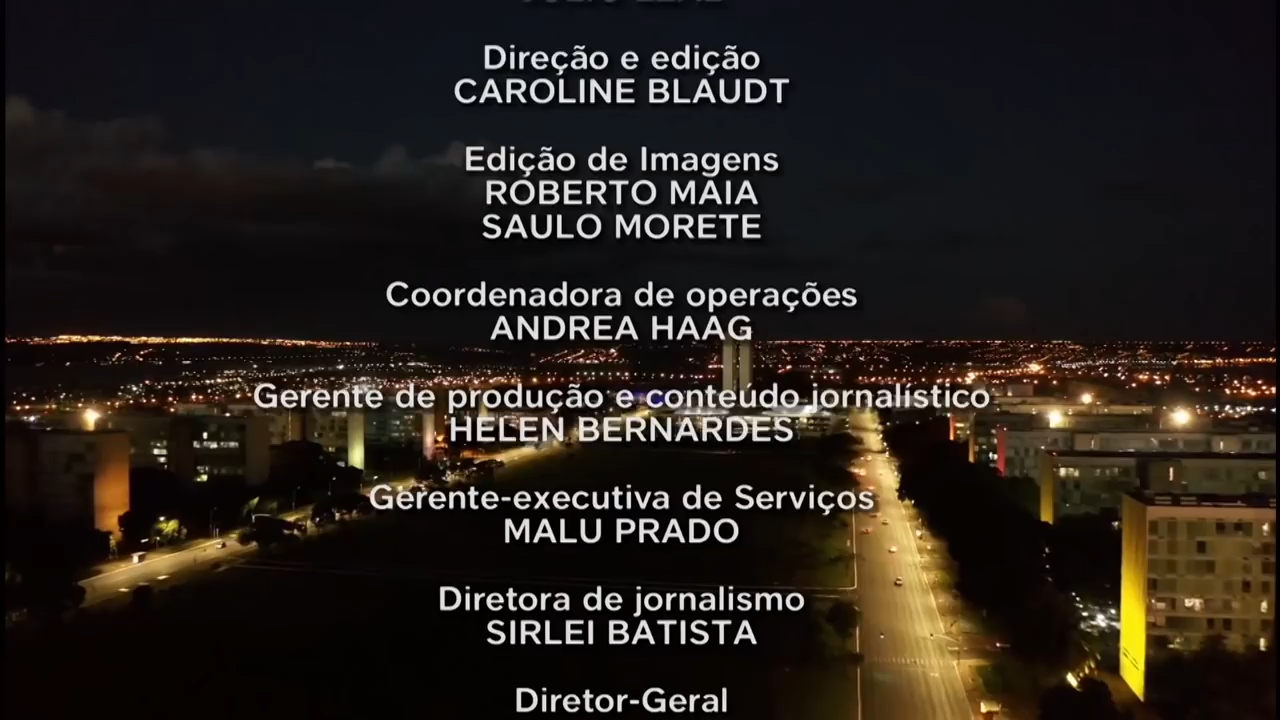 Direção e edição
CAROLINE BLAUDT
Edição de Imagens
ROBERTO MAIA
SAULO MORETE
Coordenadora de operações
ANDREA HAAG
Gerente de produção e conteúdo jornalístico
HELEN BERNARDES
Gerente-executiva de Serviços
MALU PRADO
Diretora de jornalismo
SIRLEI BATISTA
Diretor-Geral